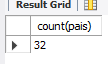 Result Grid
count(pais)
32